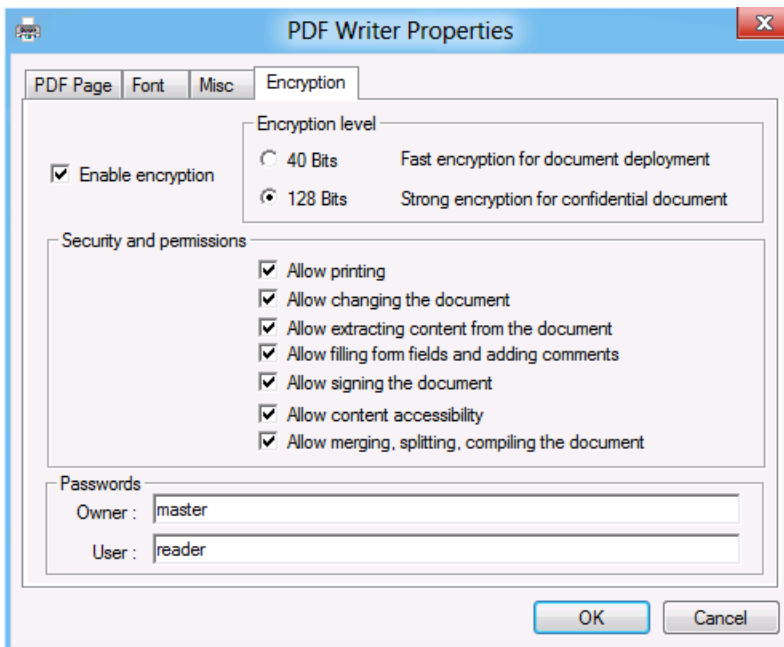 PDF Writer Properties
PDF Page Font Misc Encryption
Encryption level
Enable encryption
40 Bits Fast encryption for document deployment
128 Bits Strong encryption for confidential document
Security and permissions
Allow printing
Allow changing the document
Allow extracting content from the document
Allow filling form fields and adding comments
Allow signing the document
Allow content accessibility
Allow merging, splitting, compiling the document
Passwords
Owner : master
User : reader
OK Cancel